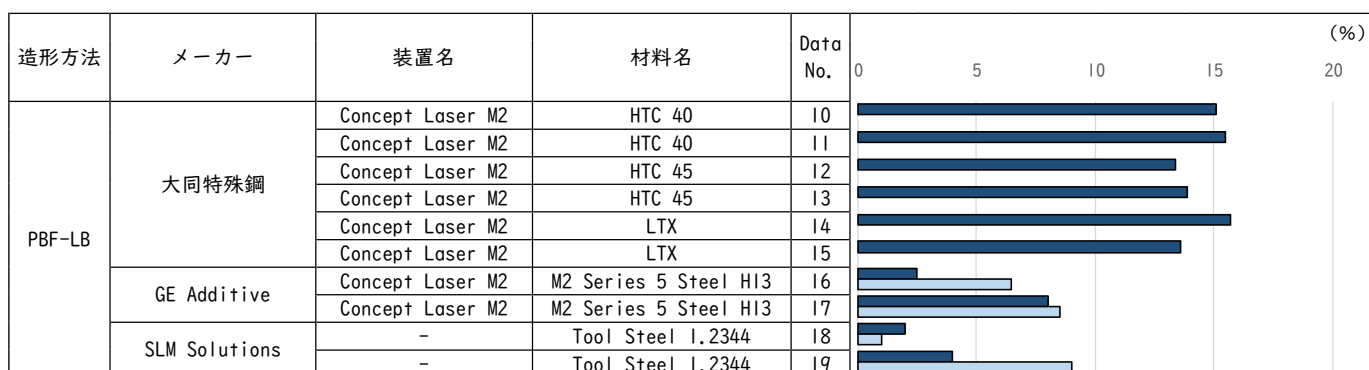 造形方法 メーカー 装置名 材料名 Data No. (%)
0 5 10 15 20
PBF-LB
大同特殊鋼
Concept Laser M2 HTC 40 10
Concept Laser M2 HTC 40 11
Concept Laser M2 HTC 45 12
Concept Laser M2 HTC 45 13
Concept Laser M2 LTX 14
Concept Laser M2 LTX 15
GE Additive
Concept Laser M2 M2 Series 5 Steel H13 16
Concept Laser M2 M2 Series 5 Steel H13 17
SLM Solutions
- Tool Steel 1.2344 18
- Tool Steel 1.2344 19